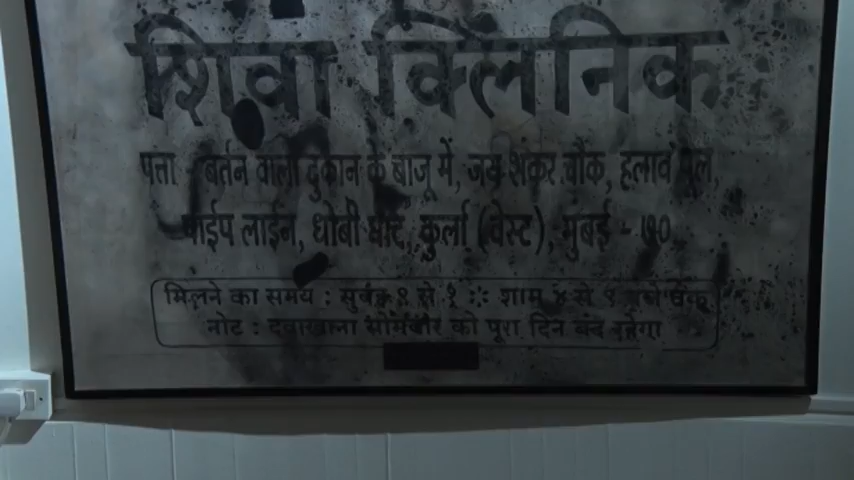 शिवा क्लिनिक
पत्ता - बर्तन वाली दुकान के बाजू में, जय शंकर चौक, हलाव पुल,
पाईप लाईन, धोबी घाट, कुर्ला (वेस्ट), मुंबई - ७०
मिलने का समय : सुबह ९ से १ शाम ४ से ९ बजे तक
नोट : दवाखाना सोमवार को पूरा दिन बंद रहेगा